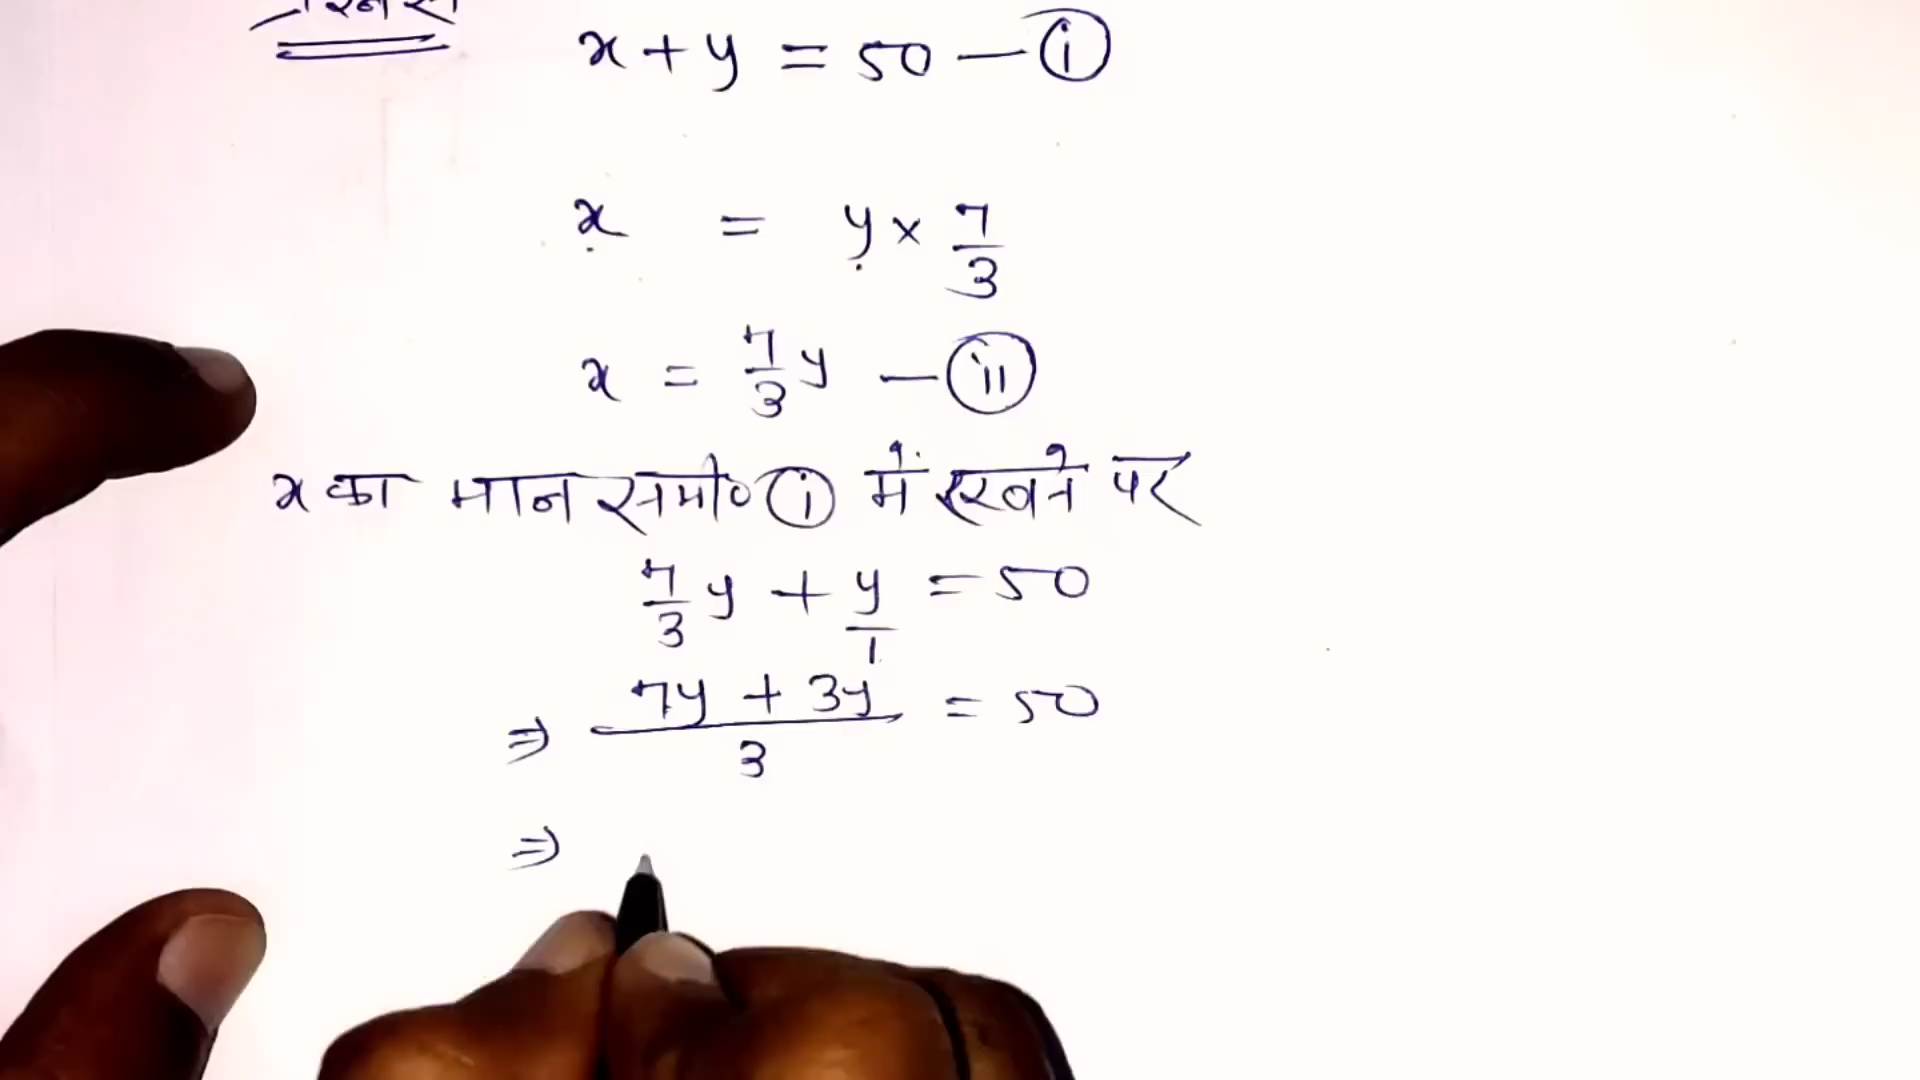 x + y = 50 — (i)
x = y × 7/3
x = 7/3 y — (ii)
x का मान समी० (i) में रखने पर
7/3 y + y/1 = 50
⇒ (7y + 3y)/3 = 50
⇒